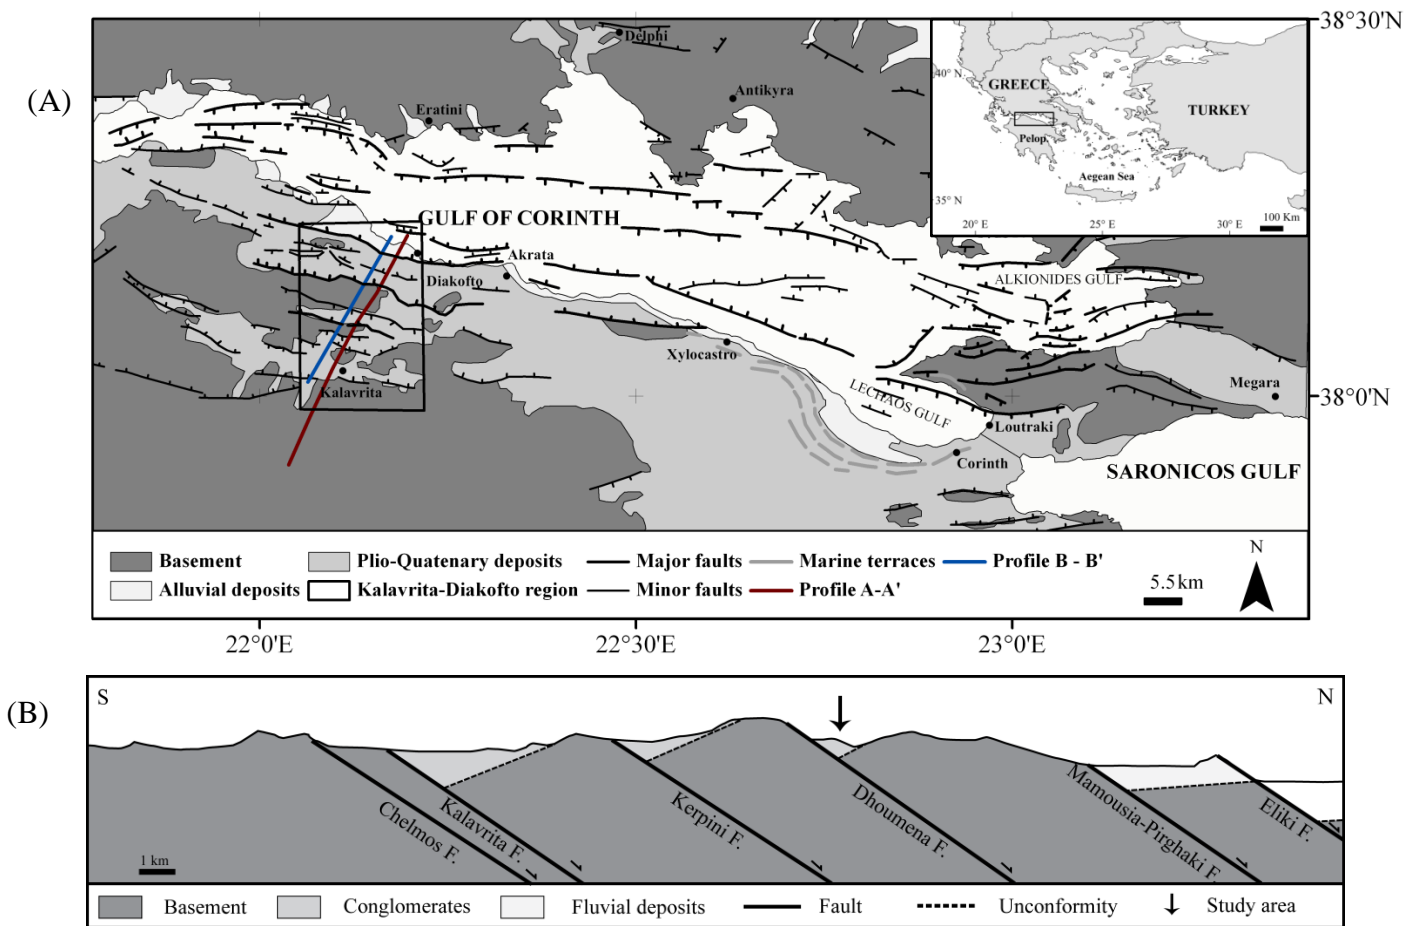 (A)
38°30'N
Delphi
Antikyra
Eratini
40° N
GREECE
TURKEY
Pelop.
Aegean Sea
35° N
20° E
25° E
30° E
100 Km
GULF OF CORINTH
Akrata
Diakofto
ALKIONIDES GULF
Xylocastro
Kalavrita
LECHAOS GULF
Megara
38°0'N
Loutraki
Corinth
SARONICOS GULF
Basement
Plio-Quatenary deposits
Major faults
Marine terraces
Profile B - B'
Alluvial deposits
Kalavrita-Diakofto region
Minor faults
Profile A-A'
5.5 km
N
22°0'E
22°30'E
23°0'E
(B)
S
N
Chelmos F.
Kalavrita F.
Kerpini F.
Dhoumena F.
Mamousia-Pirghaki F.
Eliki F.
1 km
Basement
Conglomerates
Fluvial deposits
Fault
Unconformity
Study area